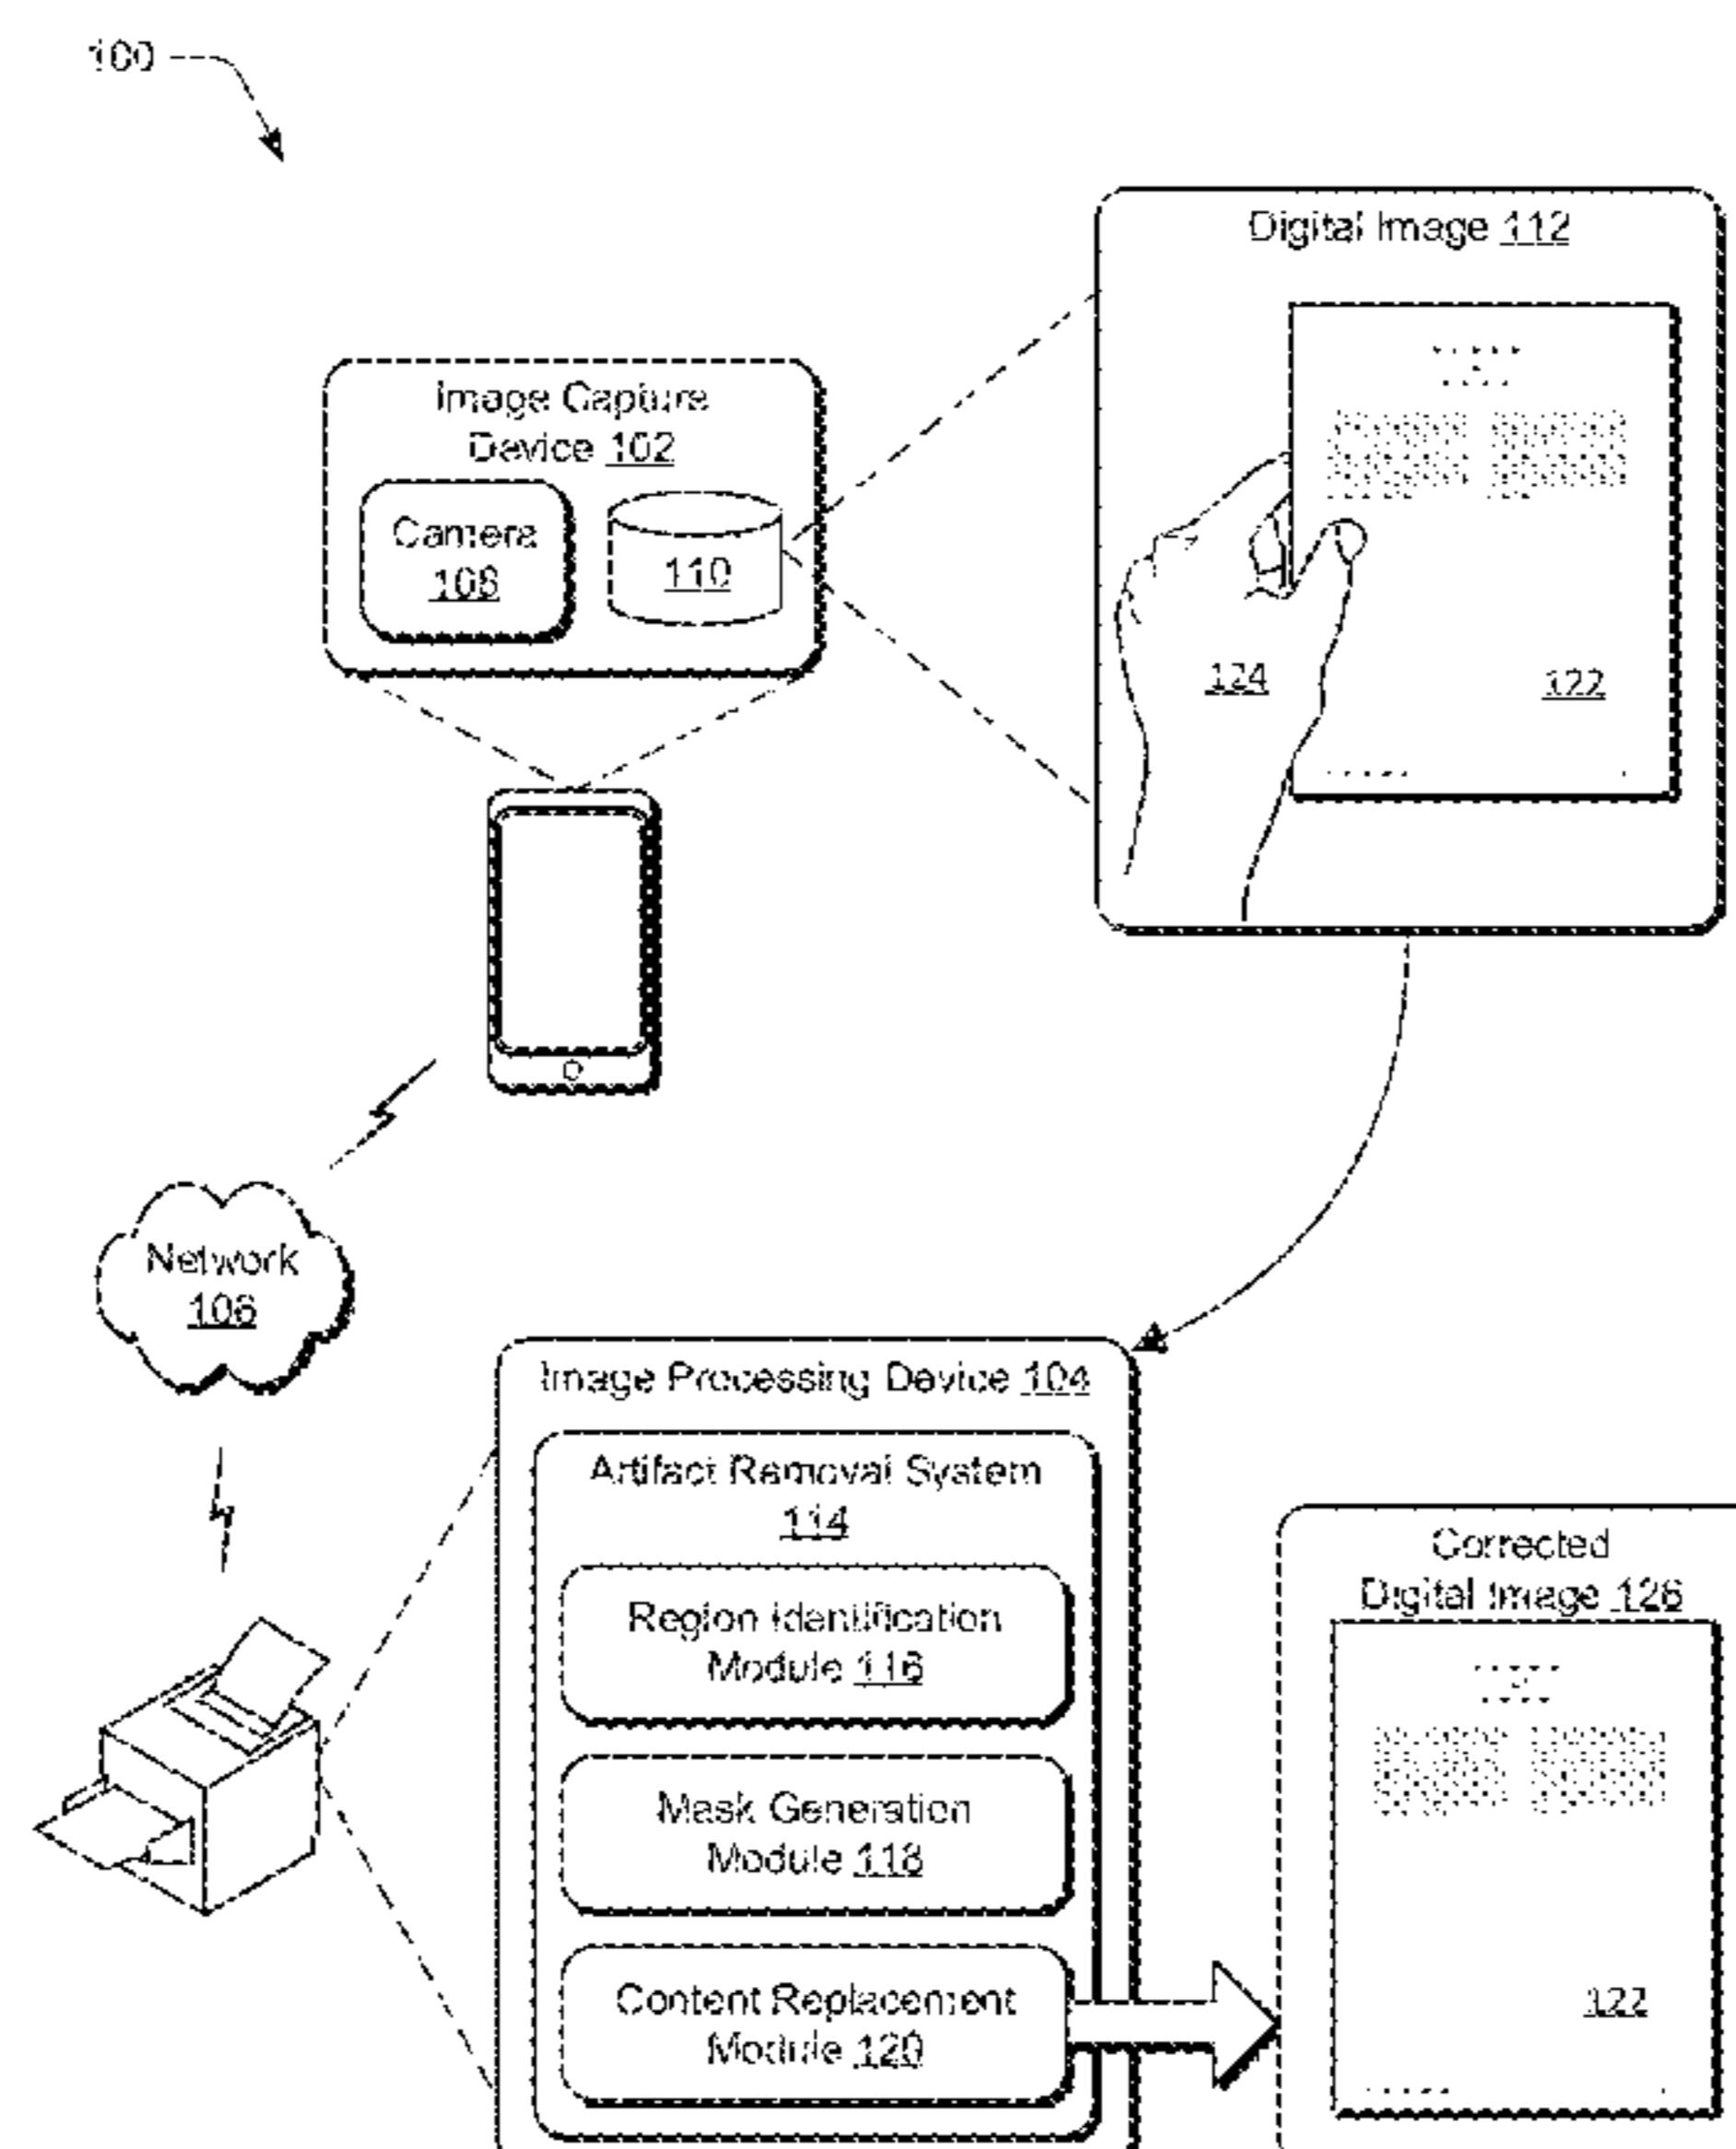 100
Digital Image 112
Image Capture
Device 102
Camera
108
110
124
122
Network
106
Image Processing Device 104
Artifact Removal System
114
Region Identification
Module 116
Mask Generation
Module 118
Content Replacement
Module 120
Corrected
Digital Image 126
122